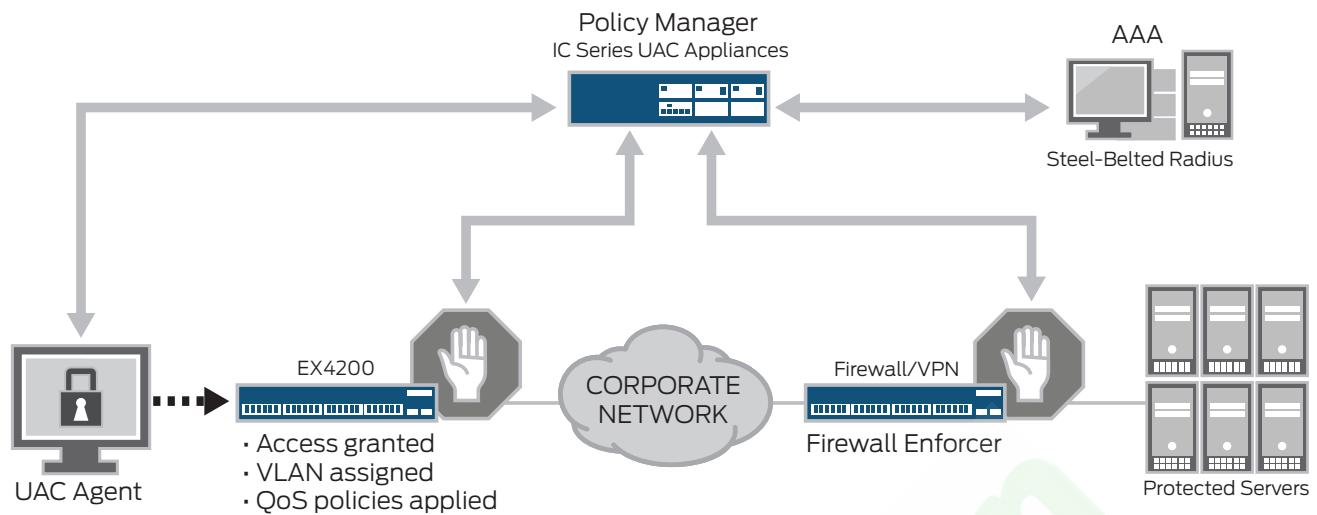 Policy Manager
IC Series UAC Appliances
AAA
Steel-Belted Radius
EX4200
CORPORATE
NETWORK
Firewall/VPN
Firewall Enforcer
UAC Agent
· Access granted
· VLAN assigned
· QoS policies applied
Protected Servers